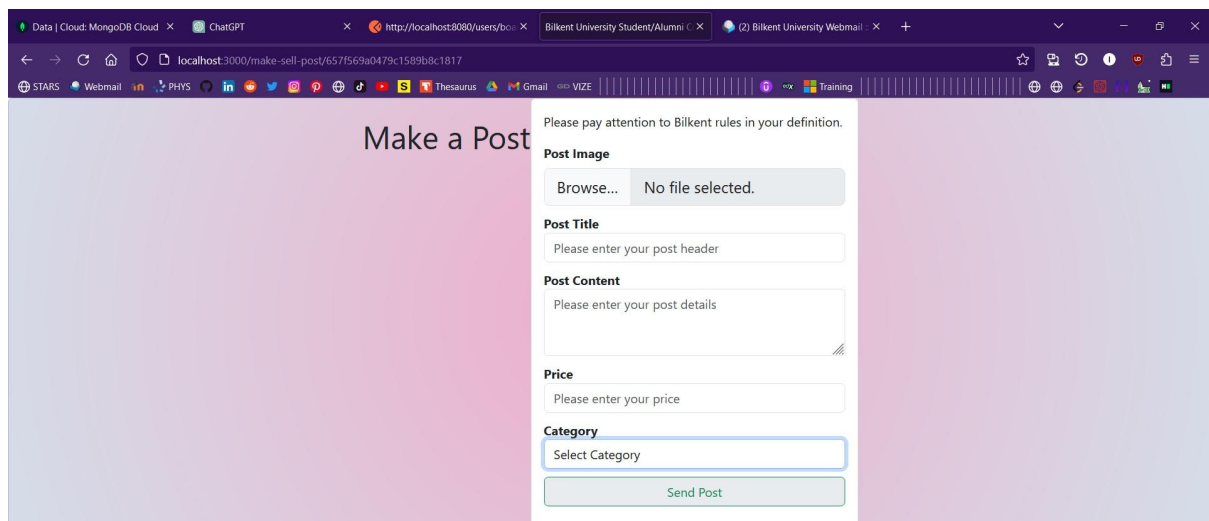 Data | Cloud: MongoDB Cloud
ChatGPT
http://localhost:8080/users/boa
Bilkent University Student/Alumni C
(2) Bilkent University Webmail :
localhost:3000/make-sell-post/657f569a0479c1589b8c1817
STARS
Webmail
PHYS
in
S
Thesaurus
Gmail
VIZE
Training
Make a Post
Please pay attention to Bilkent rules in your definition.
Post Image
Browse... No file selected.
Post Title
Please enter your post header
Post Content
Please enter your post details
Price
Please enter your price
Category
Select Category
Send Post